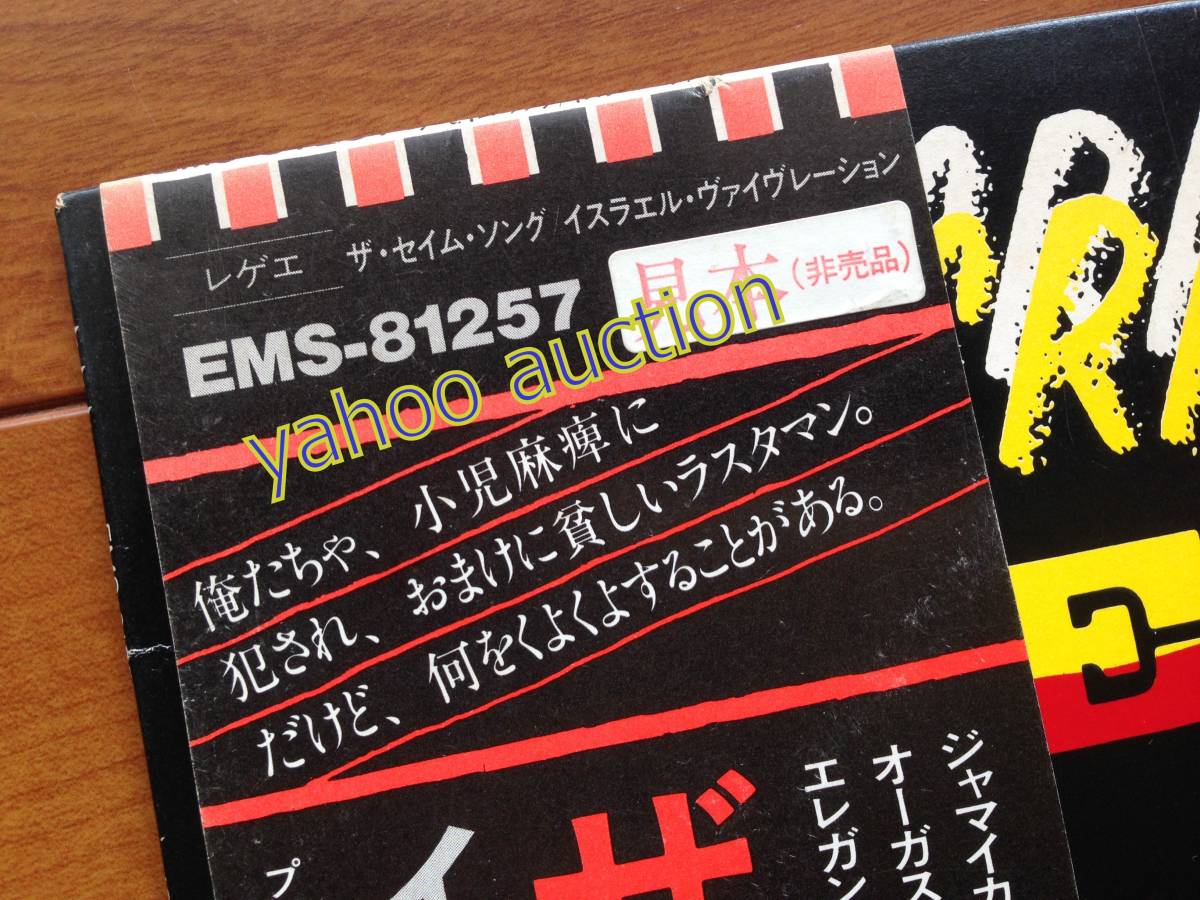 レゲエ ザ・セイム・ソング/イスラエル・ヴァイヴレーション
EMS-81257
見本(非売品)
yahoo auction
俺たちゃ、小児麻痺に
犯され、おまけに貧しいラスタマン。
だけど、何をくよくよすることがある。
ジャマイカ
オーガス
エレガン
ザ
イ
プ